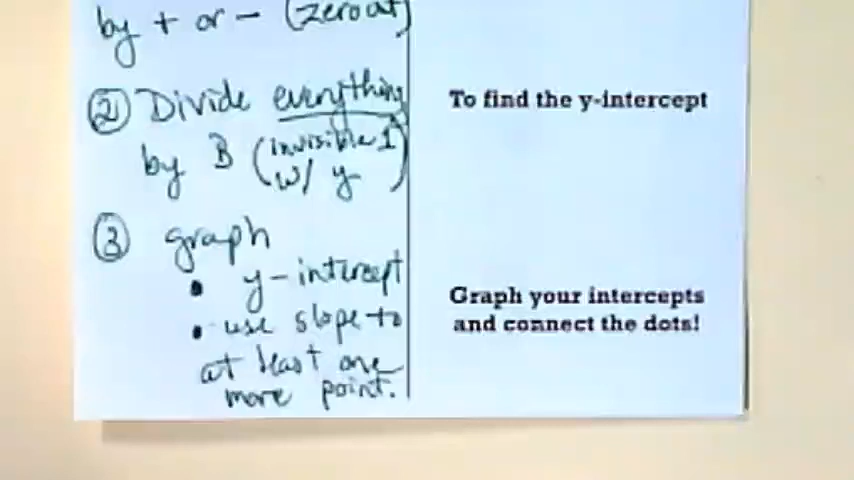 by + or - (zero out)
② Divide everything
by B (invisible 1
w/ y)
③ graph
• y-intercept
• use slope to
at least one
more point.
To find the y-intercept
Graph your intercepts
and connect the dots!